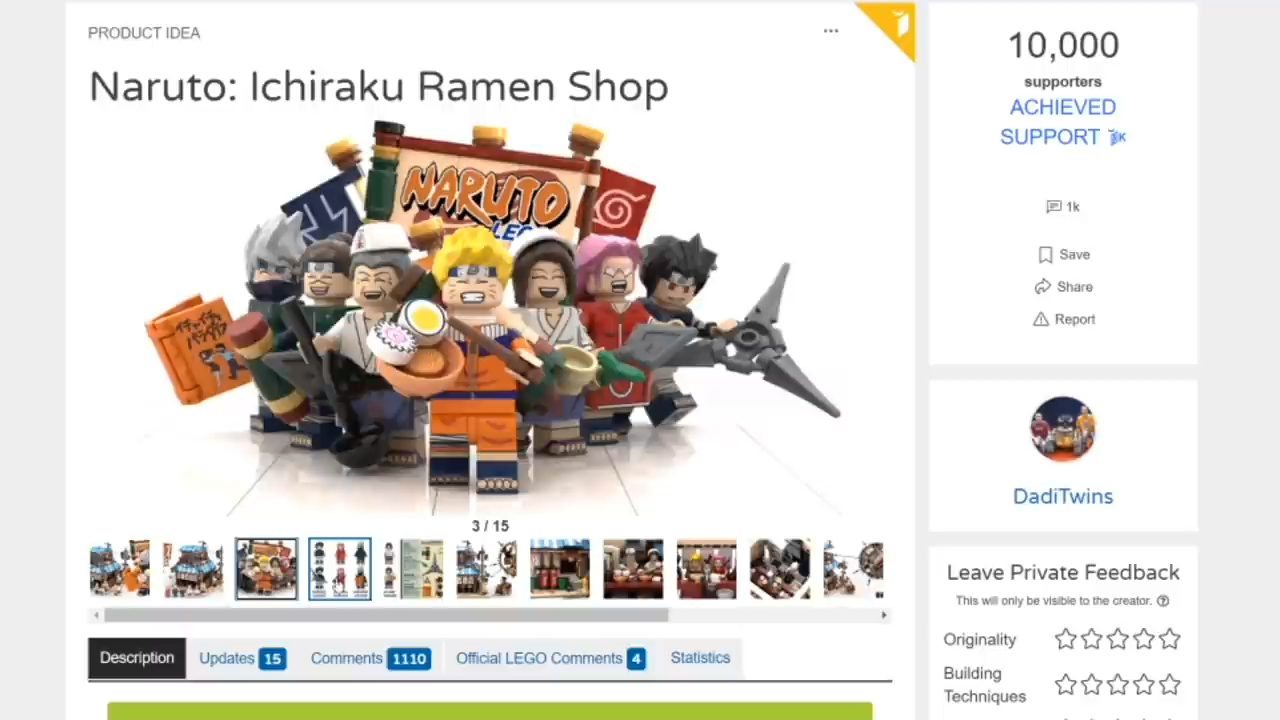 PRODUCT IDEA
Naruto: Ichiraku Ramen Shop
NARUTO
3 / 15
Description
Updates 15
Comments 1110
Official LEGO Comments 4
Statistics
10,000
supporters
ACHIEVED
SUPPORT
1k
Save
Share
Report
DadiTwins
Leave Private Feedback
This will only be visible to the creator.
Originality
Building
Techniques